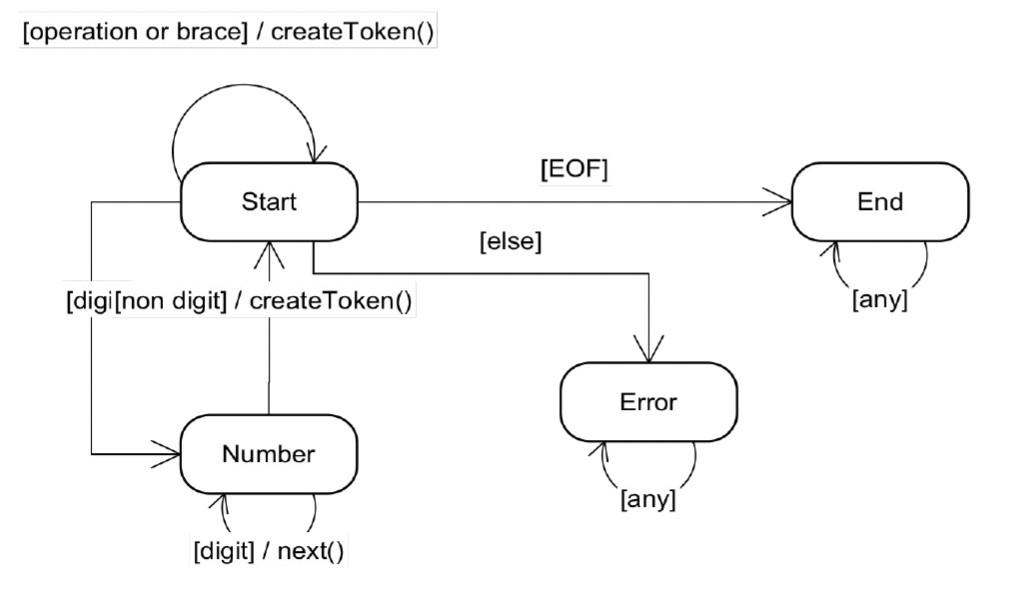 [operation or brace] / createToken()
[EOF]
Start
End
[else]
[digi[non digit] / createToken()
[any]
Error
Number
[any]
[digit] / next()